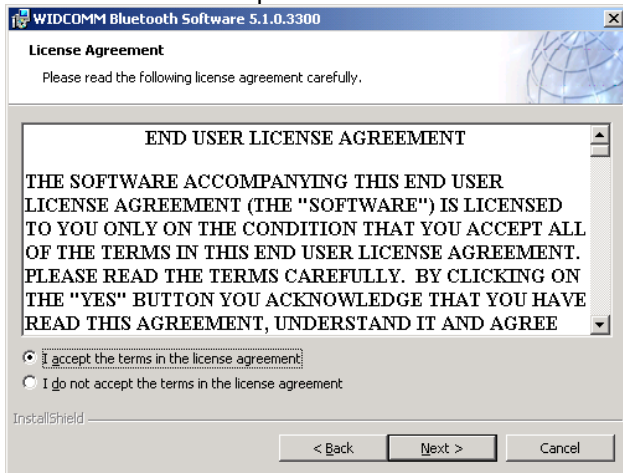 WIDCOMM Bluetooth Software 5.1.0.3300
License Agreement
Please read the following license agreement carefully.
END USER LICENSE AGREEMENT
THE SOFTWARE ACCOMPANYING THIS END USER
LICENSE AGREEMENT (THE "SOFTWARE") IS LICENSED
TO YOU ONLY ON THE CONDITION THAT YOU ACCEPT ALL
OF THE TERMS IN THIS END USER LICENSE AGREEMENT.
PLEASE READ THE TERMS CAREFULLY. BY CLICKING ON
THE "YES" BUTTON YOU ACKNOWLEDGE THAT YOU HAVE
READ THIS AGREEMENT, UNDERSTAND IT AND AGREE
I accept the terms in the license agreement
I do not accept the terms in the license agreement
InstallShield
< Back Next > Cancel